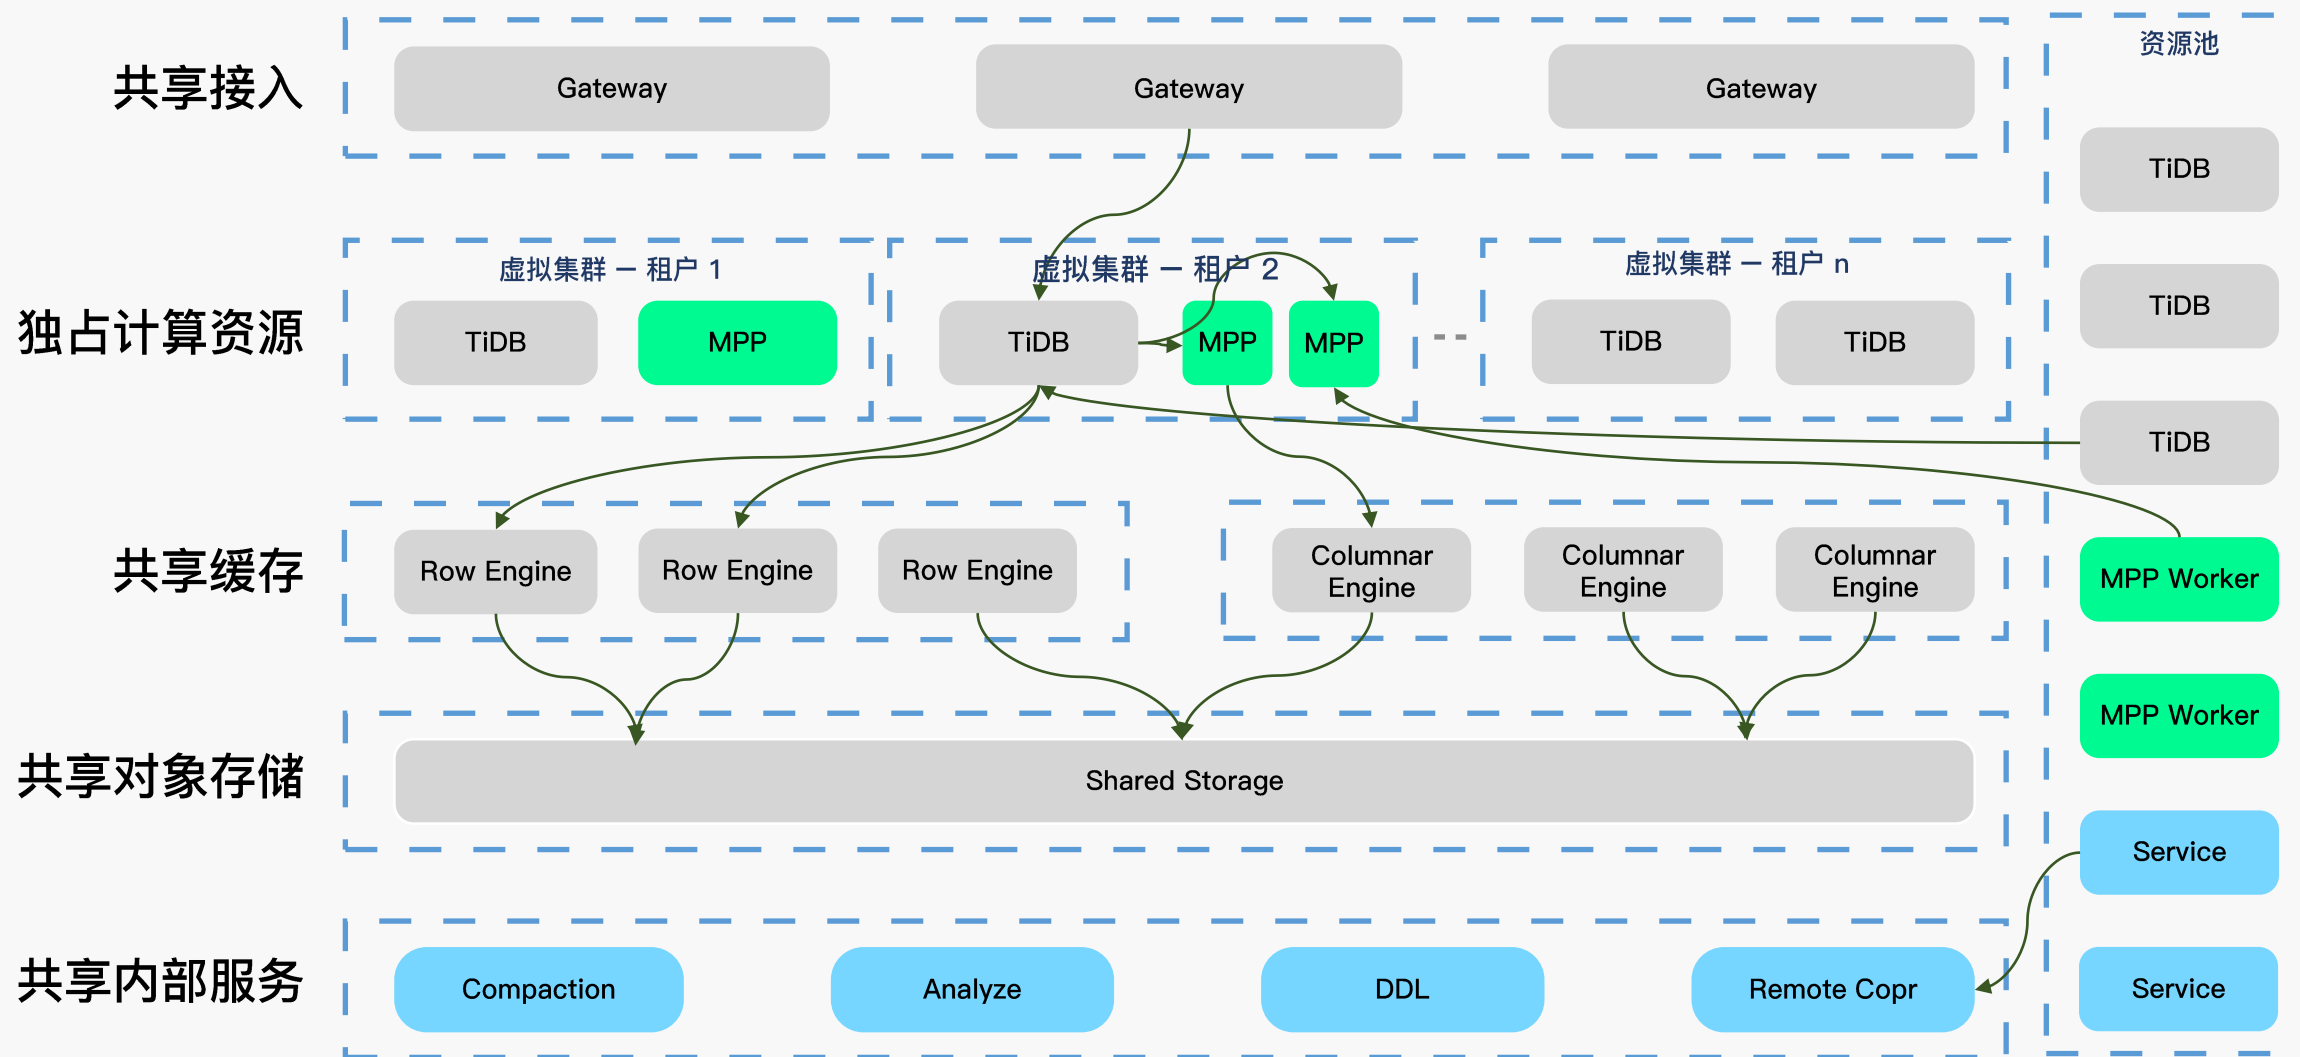 共享接入
Gateway
Gateway
Gateway
资源池
TiDB
TiDB
TiDB
MPP Worker
MPP Worker
Service
Service
独占计算资源
虚拟集群 – 租户 1
TiDB
MPP
虚拟集群 – 租户 2
TiDB
MPP
MPP
虚拟集群 – 租户 n
TiDB
TiDB
共享缓存
Row Engine
Row Engine
Row Engine
Columnar
Engine
Columnar
Engine
Columnar
Engine
共享对象存储
Shared Storage
共享内部服务
Compaction
Analyze
DDL
Remote Copr